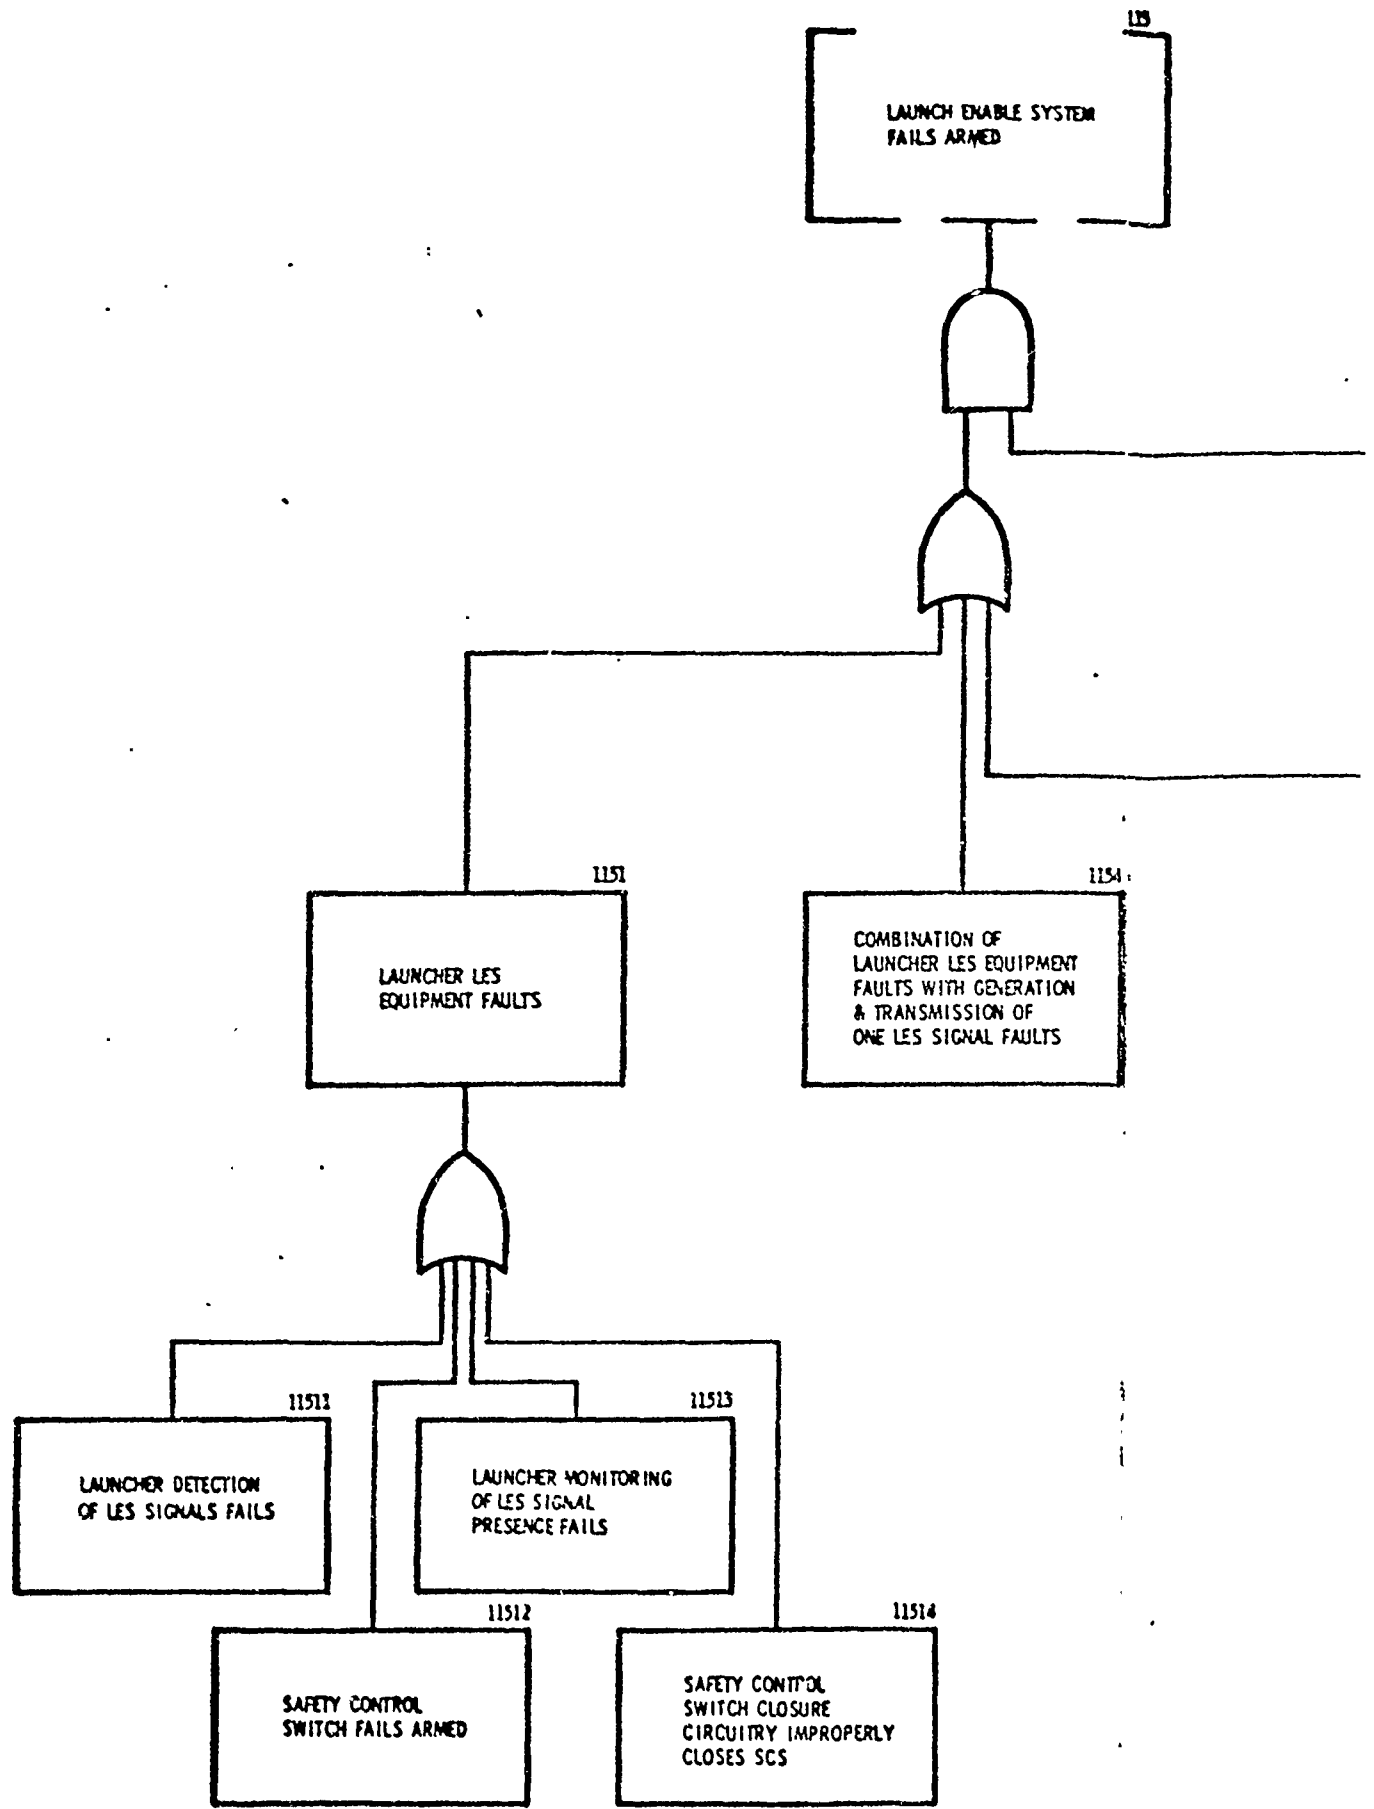 115
LAUNCH ENABLE SYSTEM
FAILS ARMED
1151
LAUNCHER LES
EQUIPMENT FAULTS
1154
COMBINATION OF
LAUNCHER LES EQUIPMENT
FAULTS WITH GENERATION
& TRANSMISSION OF
ONE LES SIGNAL FAULTS
11511
LAUNCHER DETECTION
OF LES SIGNALS FAILS
11513
LAUNCHER MONITORING
OF LES SIGNAL
PRESENCE FAILS
11512
SAFETY CONTROL
SWITCH FAILS ARMED
11514
SAFETY CONTROL
SWITCH CLOSURE
CIRCUITRY IMPROPERLY
CLOSES SCS